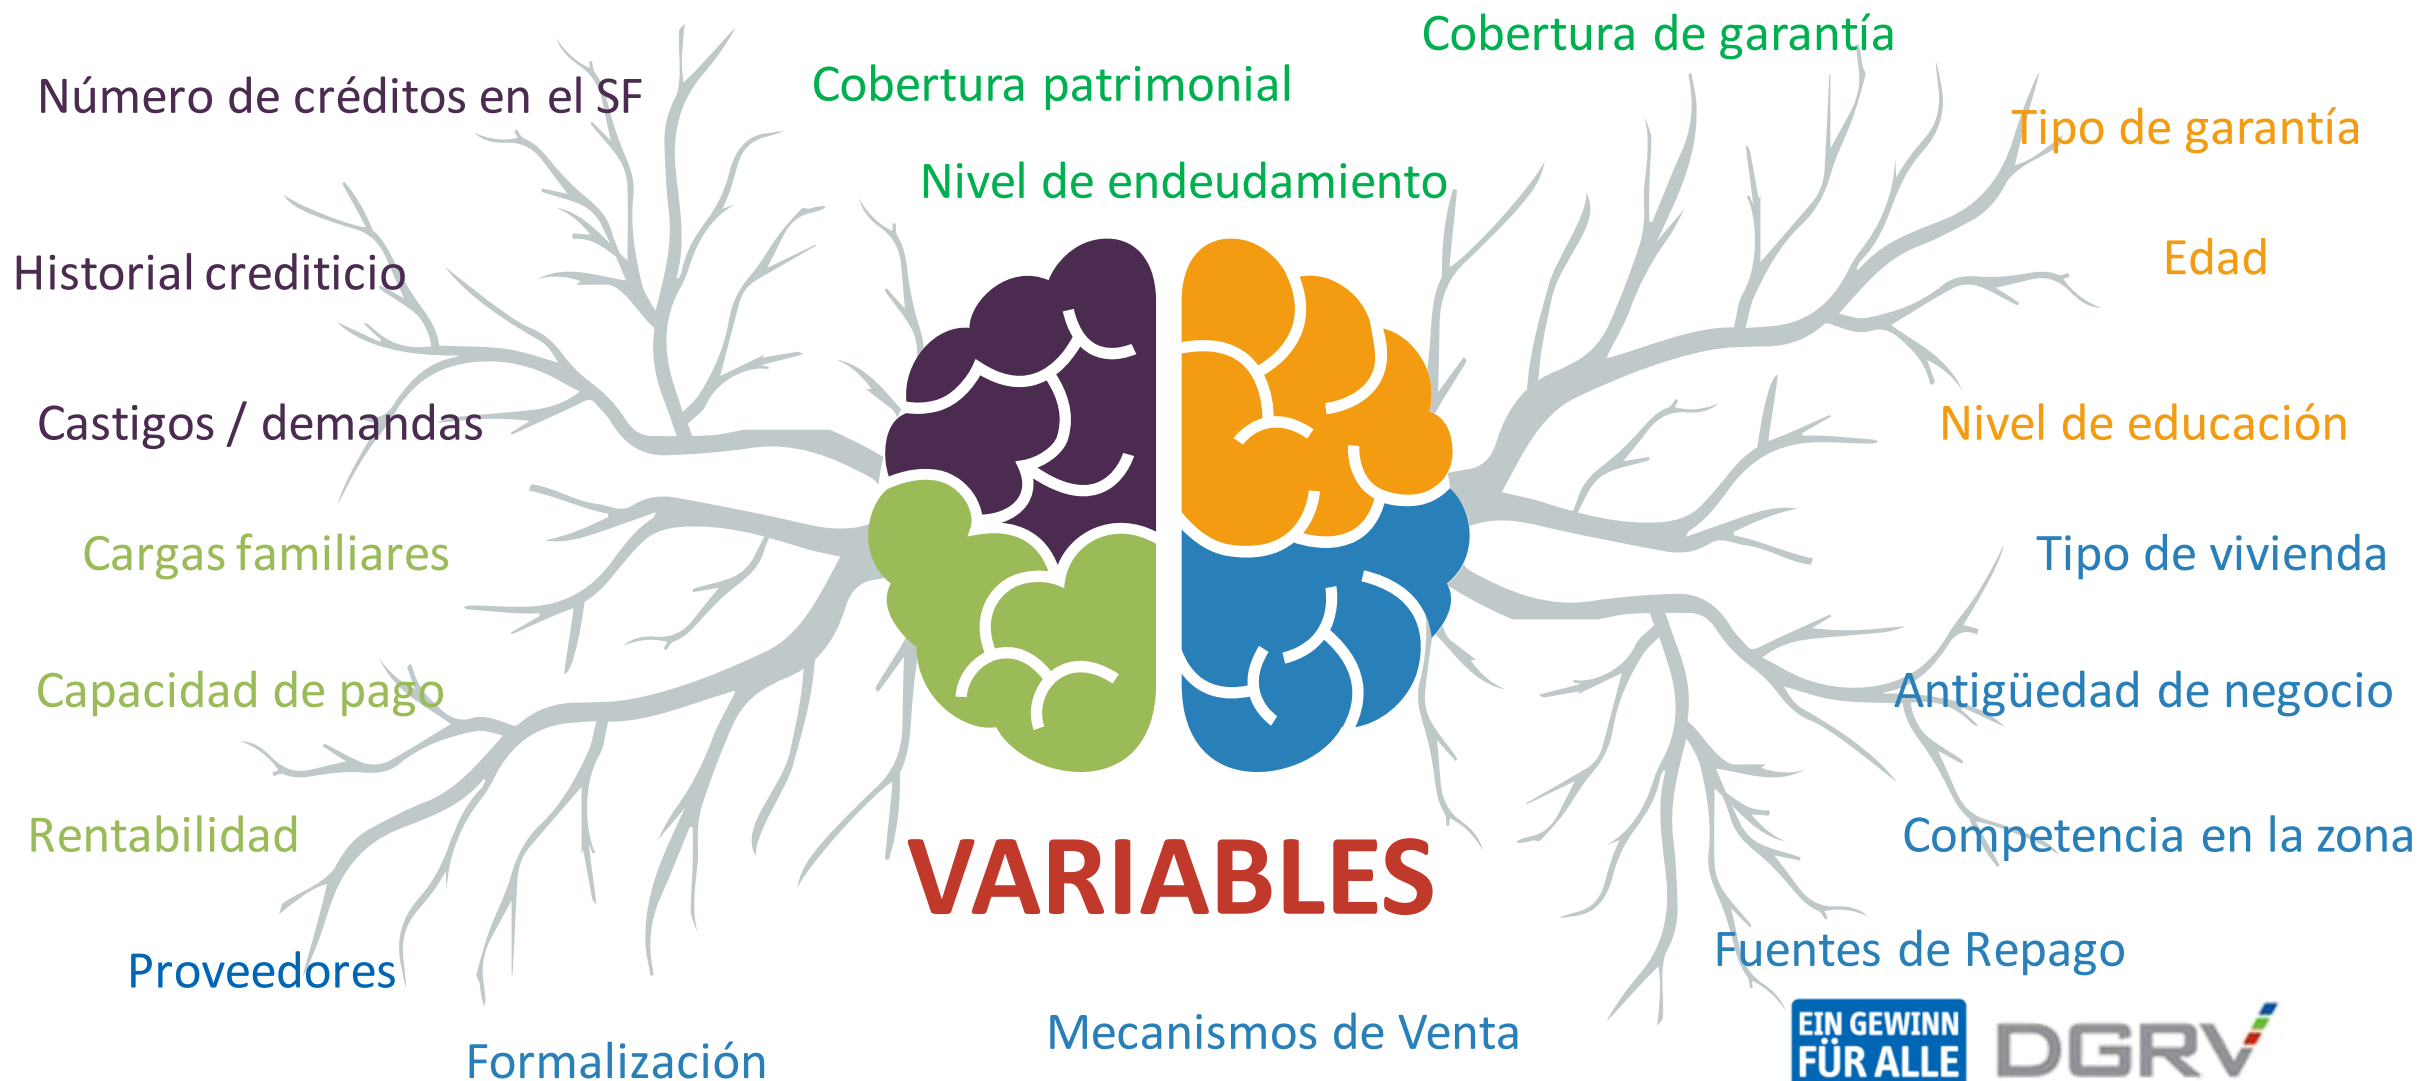 Cobertura de garantía
Número de créditos en el SF
Cobertura patrimonial
Tipo de garantía
Nivel de endeudamiento
Historial crediticio
Edad
Castigos / demandas
Nivel de educación
Cargas familiares
Tipo de vivienda
Capacidad de pago
Antigüedad de negocio
Rentabilidad
Competencia en la zona
VARIABLES
Proveedores
Fuentes de Repago
Formalización
Mecanismos de Venta
EIN GEWINN
FÜR ALLE
DGRV